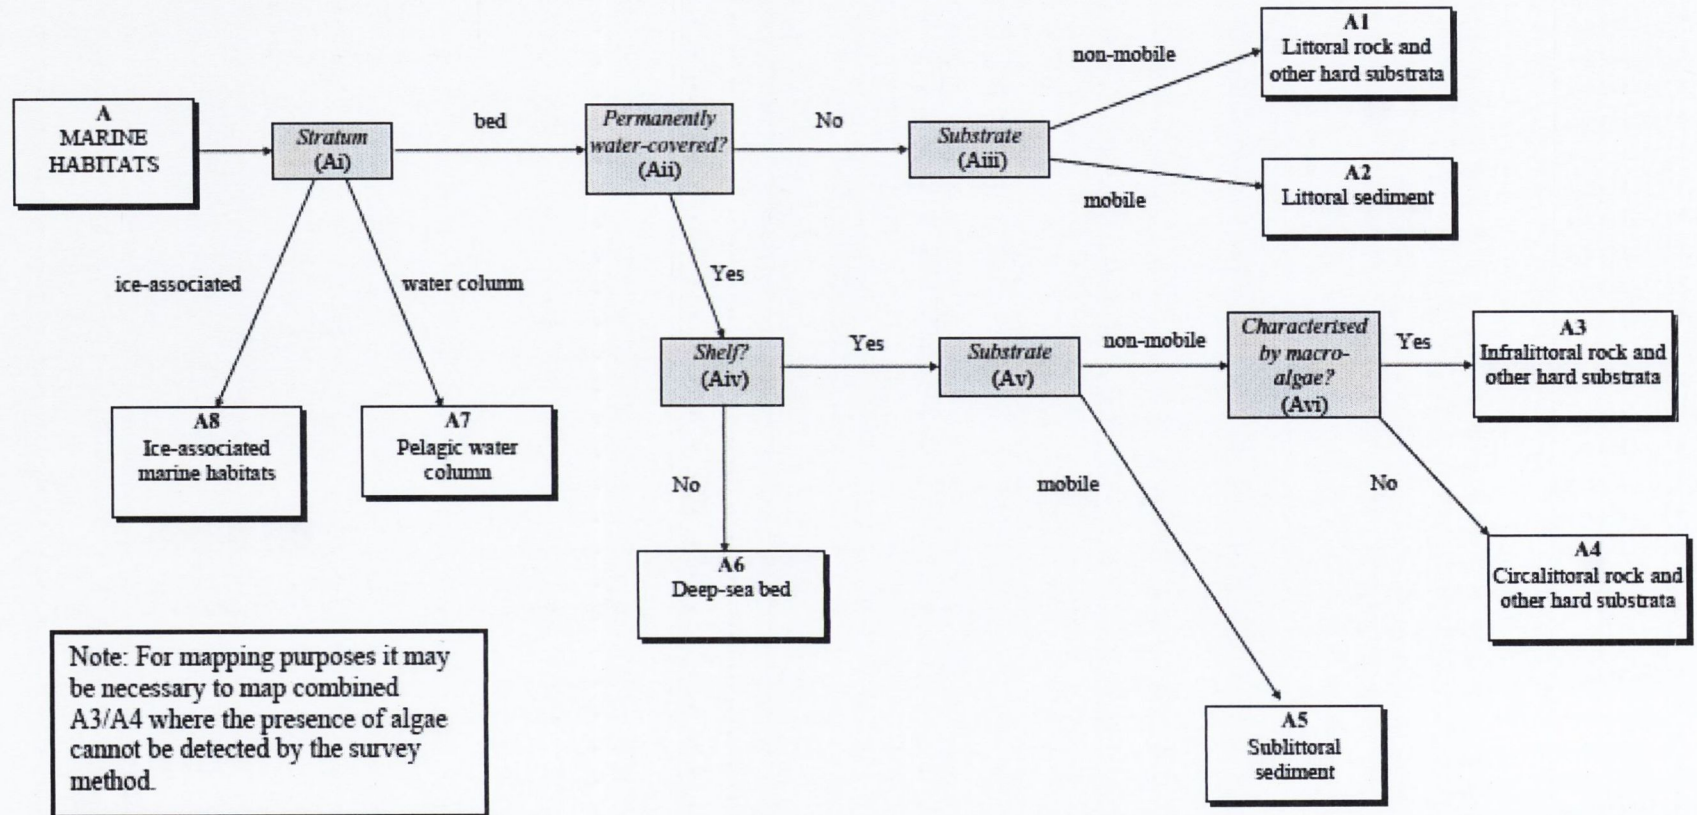 A
MARINE
HABITATS
Stratum
(Ai)
bed
Permanently
water-covered?
(Aii)
No
Substrate
(Aiii)
non-mobile
A1
Littoral rock and
other hard substrata
mobile
A2
Littoral sediment
ice-associated
water column
Yes
A8
Ice-associated
marine habitats
A7
Pelagic water
column
Shelf?
(Aiv)
Yes
Substrate
(Av)
non-mobile
Characterised
by macro-
algae?
(Avi)
Yes
A3
Infralittoral rock and
other hard substrata
No
mobile
No
A6
Deep-sea bed
A4
Circalittoral rock and
other hard substrata
A5
Sublittoral
sediment
Note: For mapping purposes it may
be necessary to map combined
A3/A4 where the presence of algae
cannot be detected by the survey
method.